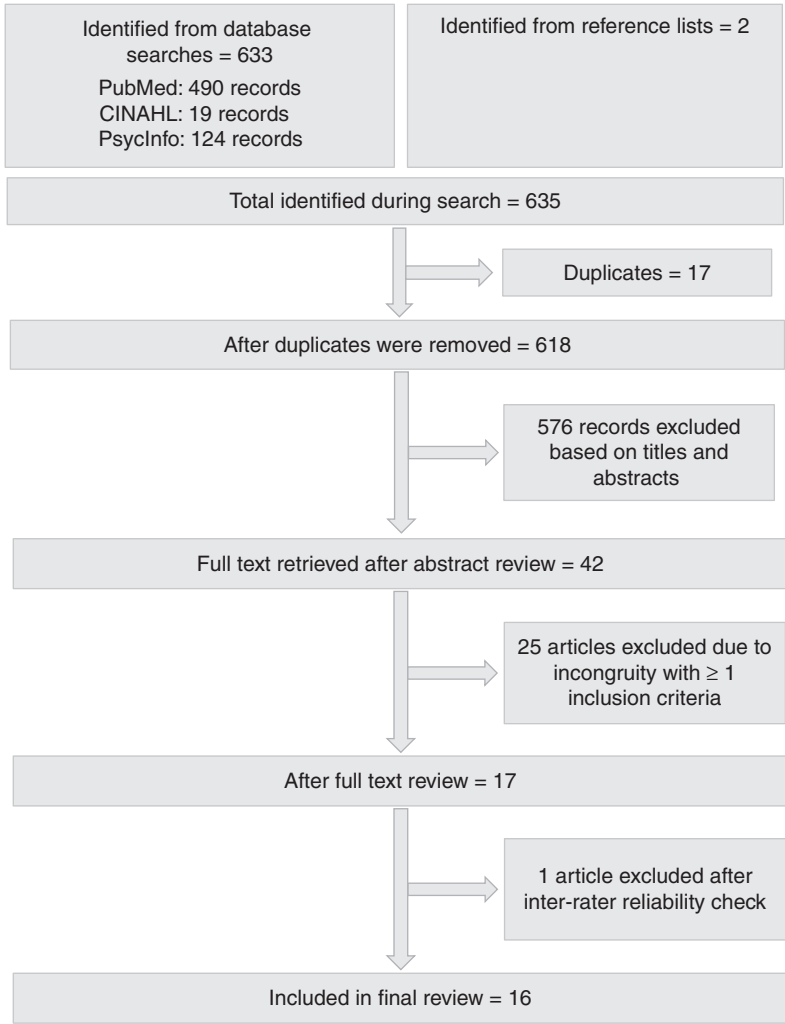 Identified from database
searches = 633
PubMed: 490 records
CINAHL: 19 records
PsycInfo: 124 records
Identified from reference lists = 2
Total identified during search = 635
Duplicates = 17
After duplicates were removed = 618
576 records excluded
based on titles and
abstracts
Full text retrieved after abstract review = 42
25 articles excluded due to
incongruity with ≥ 1
inclusion criteria
After full text review = 17
1 article excluded after
inter-rater reliability check
Included in final review = 16